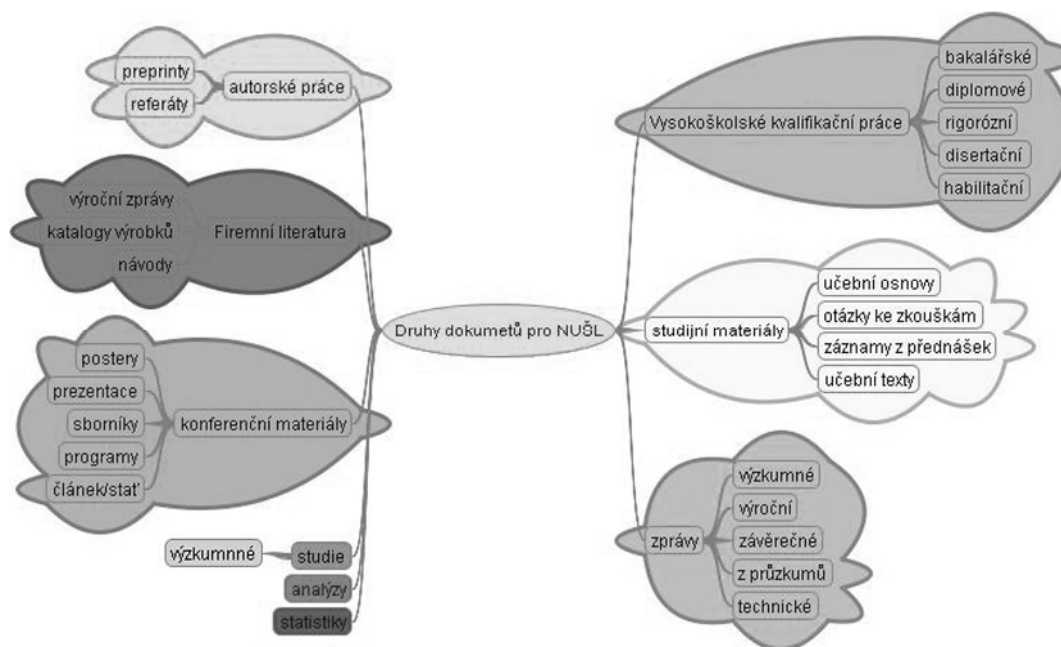 preprinty
referáty
autorské práce
výroční zprávy
katalogy výrobků
návody
Firemní literatura
postery
prezentace
sborníky
programy
článek/stať
konferenční materiály
výzkumnné
studie
analýzy
statistiky
Druhy dokumetů pro NUŠL
Vysokoškolské kvalifikační práce
bakalářské
diplomové
rigorózní
disertační
habilitační
studijní materiály
učební osnovy
otázky ke zkouškám
záznamy z přednášek
učební texty
zprávy
výzkumné
výroční
závěrečné
z průzkumů
technické